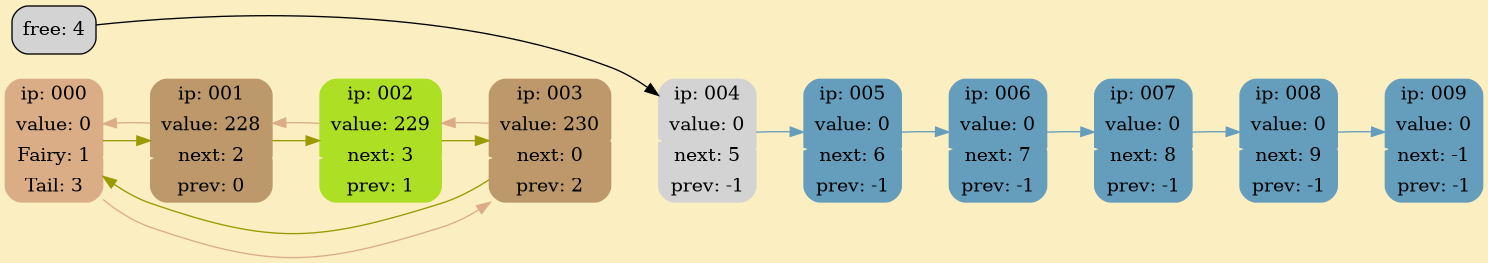 free: 4
ip: 000
value: 0
Fairy: 1
Tail: 3
ip: 001
value: 228
next: 2
prev: 0
ip: 002
value: 229
next: 3
prev: 1
ip: 003
value: 230
next: 0
prev: 2
ip: 004
value: 0
next: 5
prev: -1
ip: 005
value: 0
next: 6
prev: -1
ip: 006
value: 0
next: 7
prev: -1
ip: 007
value: 0
next: 8
prev: -1
ip: 008
value: 0
next: 9
prev: -1
ip: 009
value: 0
next: -1
prev: -1